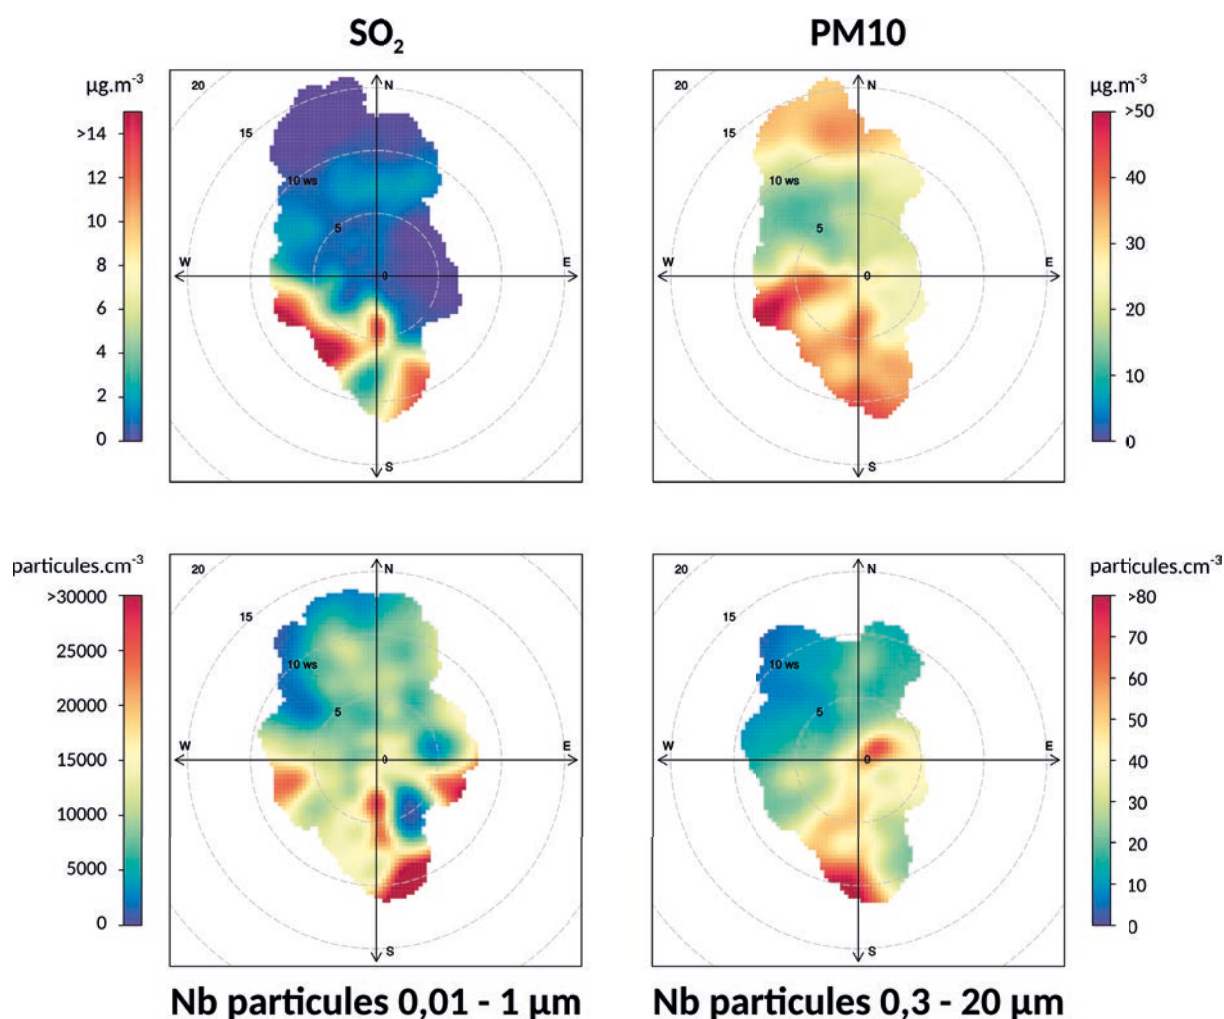 SO₂
PM10
µg.m⁻³
>14
12
10
8
6
4
2
0
20
15
10 ws
5
0
N
E
S
W
20
15
10 ws
5
0
N
E
S
W
µg.m⁻³
>50
40
30
20
10
0
particules.cm⁻³
>30000
25000
20000
15000
10000
5000
0
20
15
10 ws
5
0
N
E
S
W
20
15
10 ws
5
0
N
E
S
W
particules.cm⁻³
>80
70
60
50
40
30
20
10
0
Nb particules 0,01 - 1 µm
Nb particules 0,3 - 20 µm